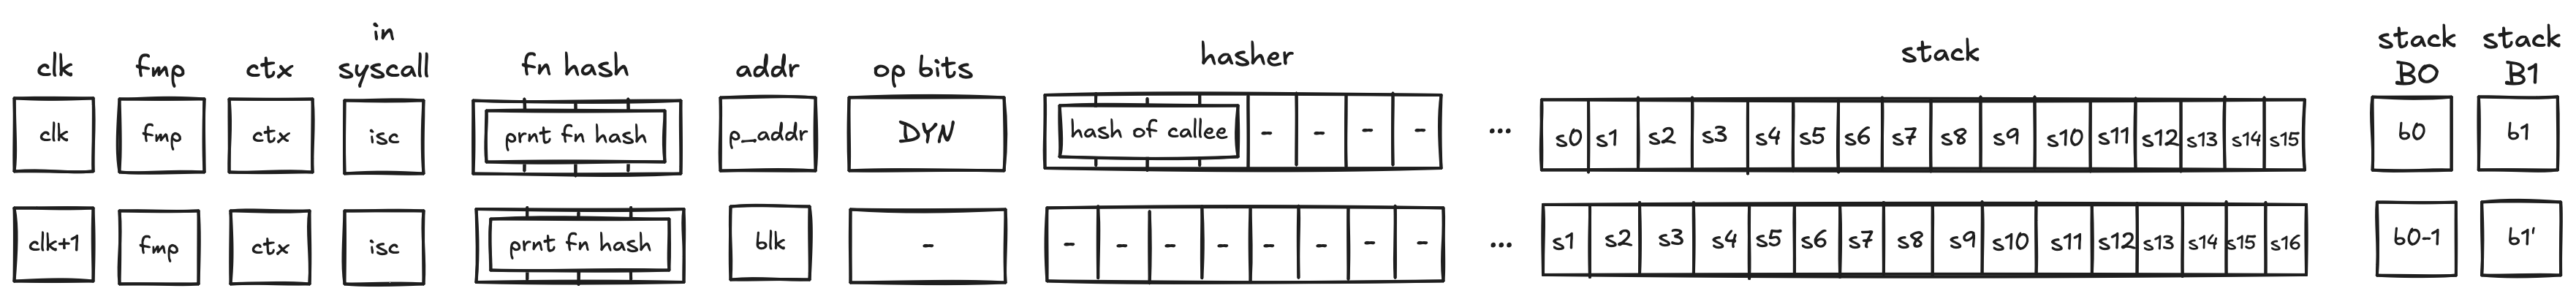 clk fmp ctx in syscall fn hash addr op bits hasher stack stack B0 stack B1
clk fmp ctx isc prnt fn hash p_addr DYN hash of callee - - - - ... s0 s1 s2 s3 s4 s5 s6 s7 s8 s9 s10 s11 s12 s13 s14 s15 b0 b1
clk+1 fmp ctx isc prnt fn hash blk - - - - - - - - - ... s1 s2 s3 s4 s5 s6 s7 s8 s9 s10 s11 s12 s13 s14 s15 s16 b0-1 b1'